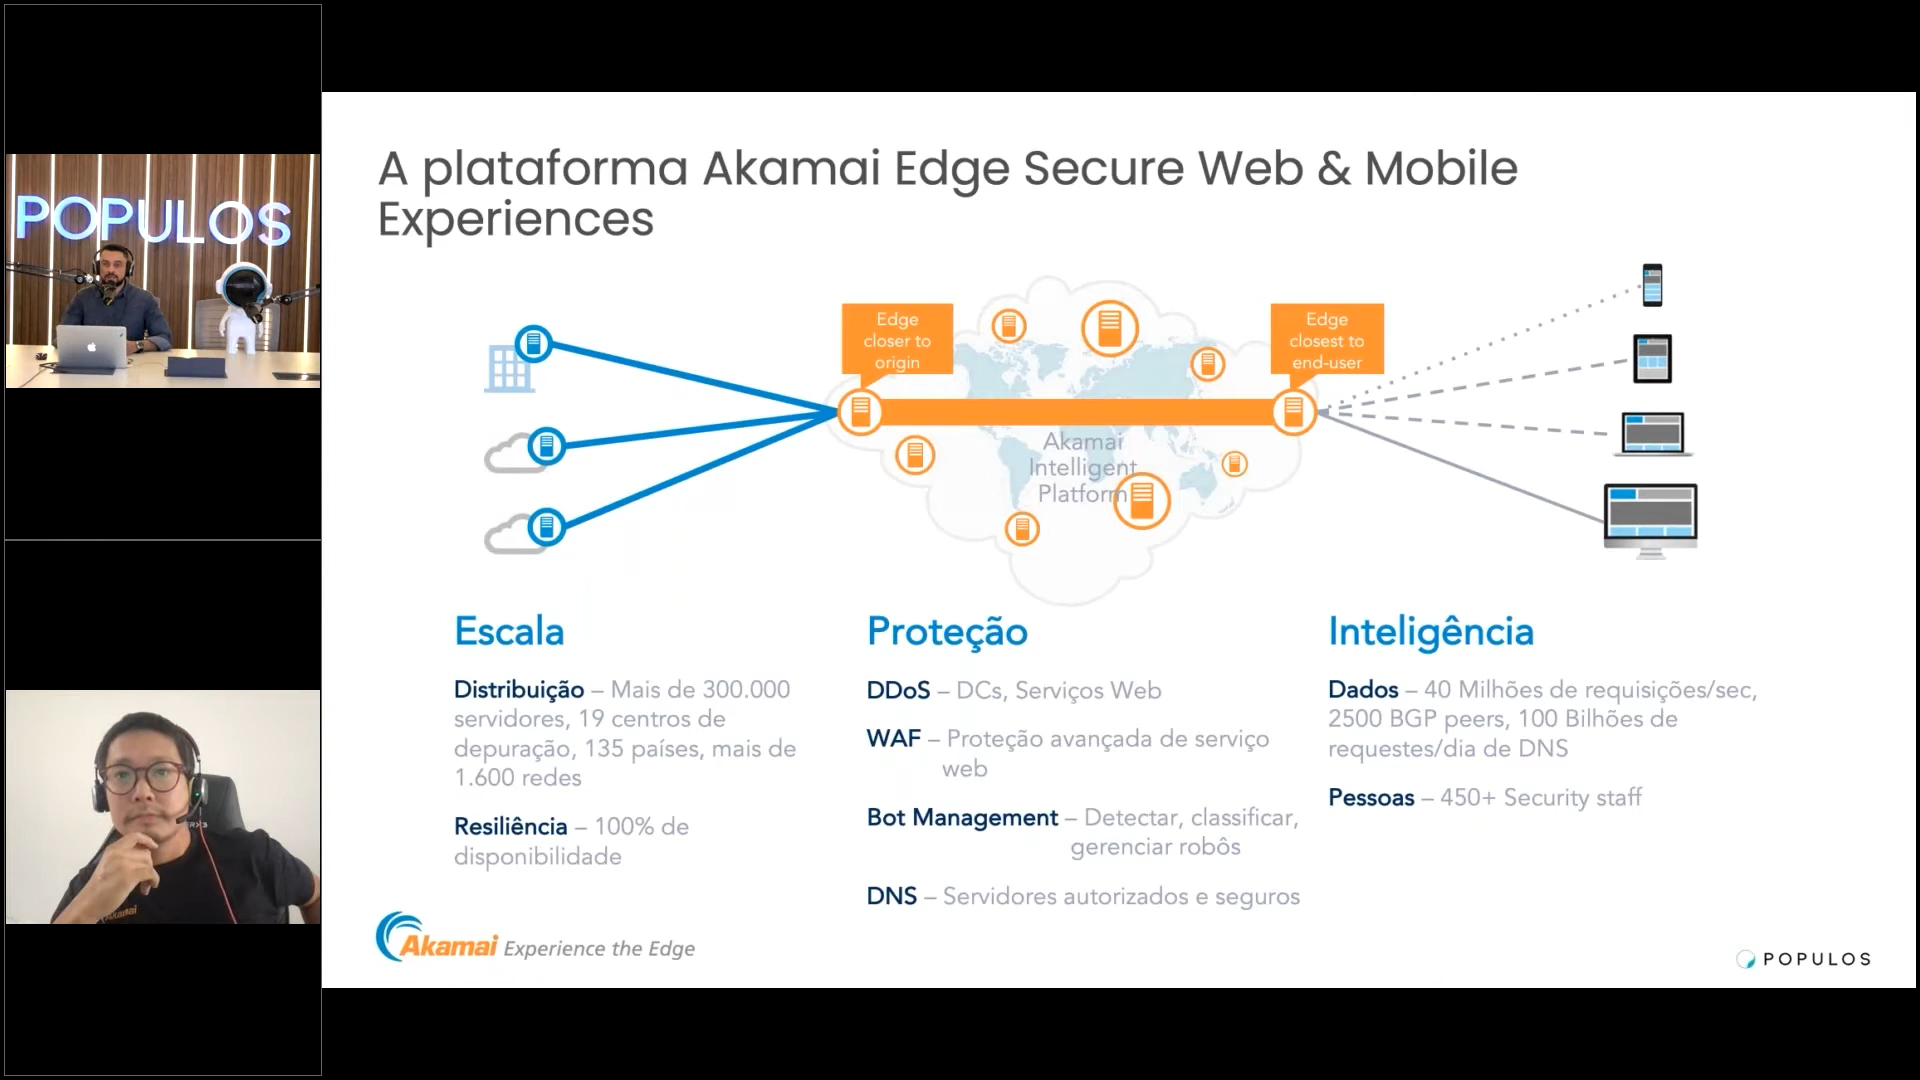 POPULOS
Akamai
A plataforma Akamai Edge Secure Web & Mobile
Experiences
Edge
closer to
origin
Edge
closest to
end-user
Akamai
Intelligent
Platform
Escala
Distribuição – Mais de 300.000
servidores, 19 centros de
depuração, 135 países, mais de
1.600 redes
Resiliência – 100% de
disponibilidade
Proteção
DDoS – DCs, Serviços Web
WAF – Proteção avançada de serviço
web
Bot Management – Detectar, classificar,
gerenciar robôs
DNS – Servidores autorizados e seguros
Inteligência
Dados – 40 Milhões de requisições/sec,
2500 BGP peers, 100 Bilhões de
requestes/dia de DNS
Pessoas – 450+ Security staff
Akamai Experience the Edge
POPULOS